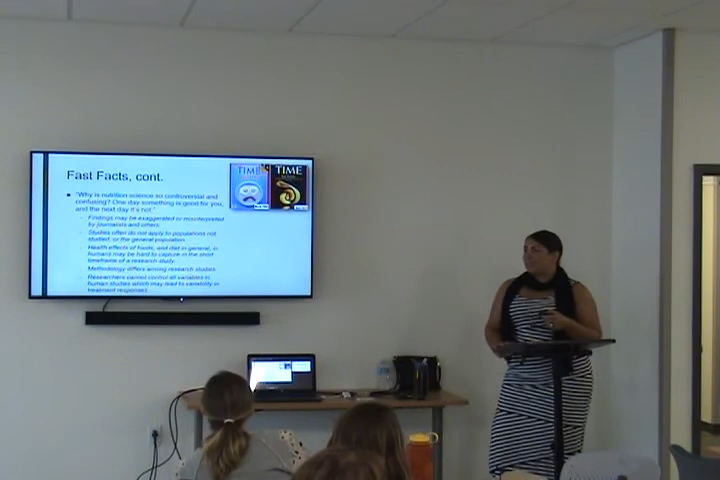 Fast Facts, cont.
TIME
TIME
"Why is nutrition science so controversial and
confusing? One day something is good for you,
and the next day it's not."
Findings may be exaggerated or misinterpreted
by journalists and others.
Studies often do not apply to populations not
studied, or the general population.
Health effects of foods, and diet in general, in
humans may be hard to capture in the short
timeframe of a research study.
Methodology differs among research studies.
Researchers cannot control all variables in
human studies which may lead to variability in
treatment responses.